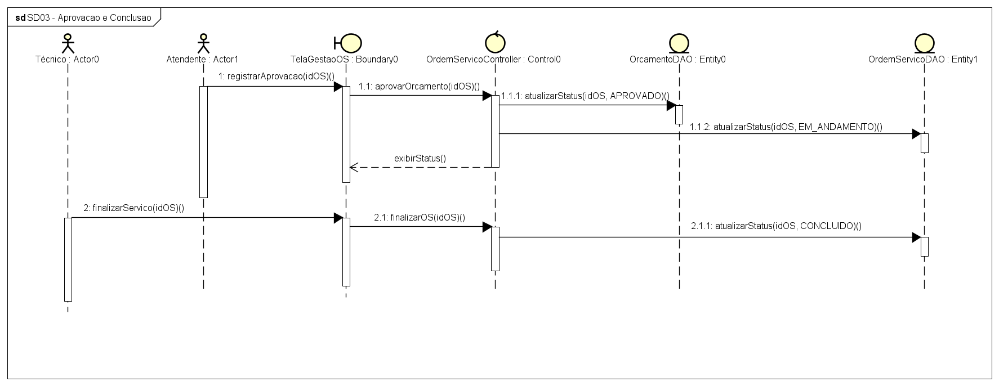 sd SD03 - Aprovacao e Conclusao
Técnico : Actor0
Atendente : Actor1
TelaGestaoOS : Boundary0
OrdemServicoController : Control0
OrcamentoDAO : Entity0
OrdemServicoDAO : Entity1
1: registrarAprovacao(idOS)()
1.1: aprovarOrcamento(idOS)()
1.1.1: atualizarStatus(idOS, APROVADO)()
1.1.2: atualizarStatus(idOS, EM_ANDAMENTO)()
exibirStatus()
2: finalizarServico(idOS)()
2.1: finalizarOS(idOS)()
2.1.1: atualizarStatus(idOS, CONCLUIDO)()